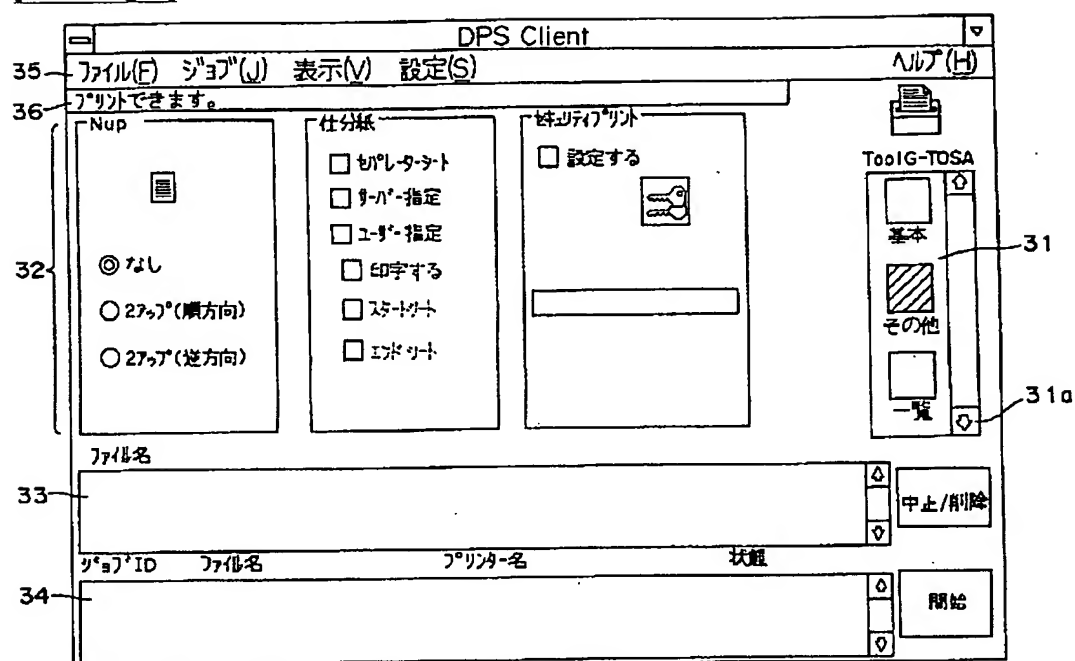 DPS Client
35
ﾌｧｲﾙ(F) ｼﾞｮﾌﾞ(J) 表示(V) 設定(S) ﾍﾙﾌﾟ(H)
36
ﾌﾟﾘﾝﾄできます。
Nup
仕分紙
ｾｷｭﾘﾃｨﾌﾟﾘﾝﾄ
ｾﾊﾟﾚｰﾀｰｼｰﾄ
設定する
ToolG-TOSA
ｻｰﾊﾞｰ指定
ﾕｰｻﾞｰ指定
基本
31
32
なし
印字する
2ｱｯﾌﾟ(順方向)
ｽﾀｰﾄｼｰﾄ
その他
2ｱｯﾌﾟ(逆方向)
ｴﾝﾄﾞｼｰﾄ
一覧
31a
ﾌｧｲﾙ名
33
中止/削除
ｼﾞｮﾌﾞID ﾌｧｲﾙ名 ﾌﾟﾘﾝﾀｰ名 状態
34
開始